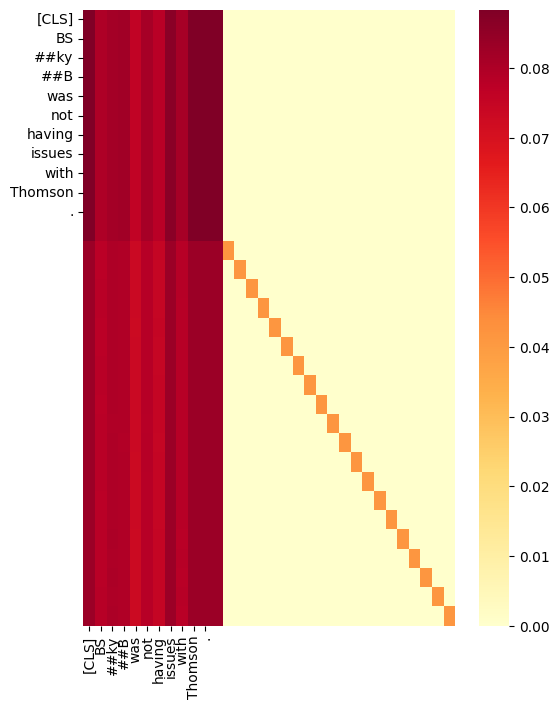 [CLS]
BS
##ky
##B
was
not
having
issues
with
Thomson
.
0.08
0.07
0.06
0.05
0.04
0.03
0.02
0.01
0.00
[CLS]
BS
##ky
##B
was
not
having
issues
with
Thomson
.